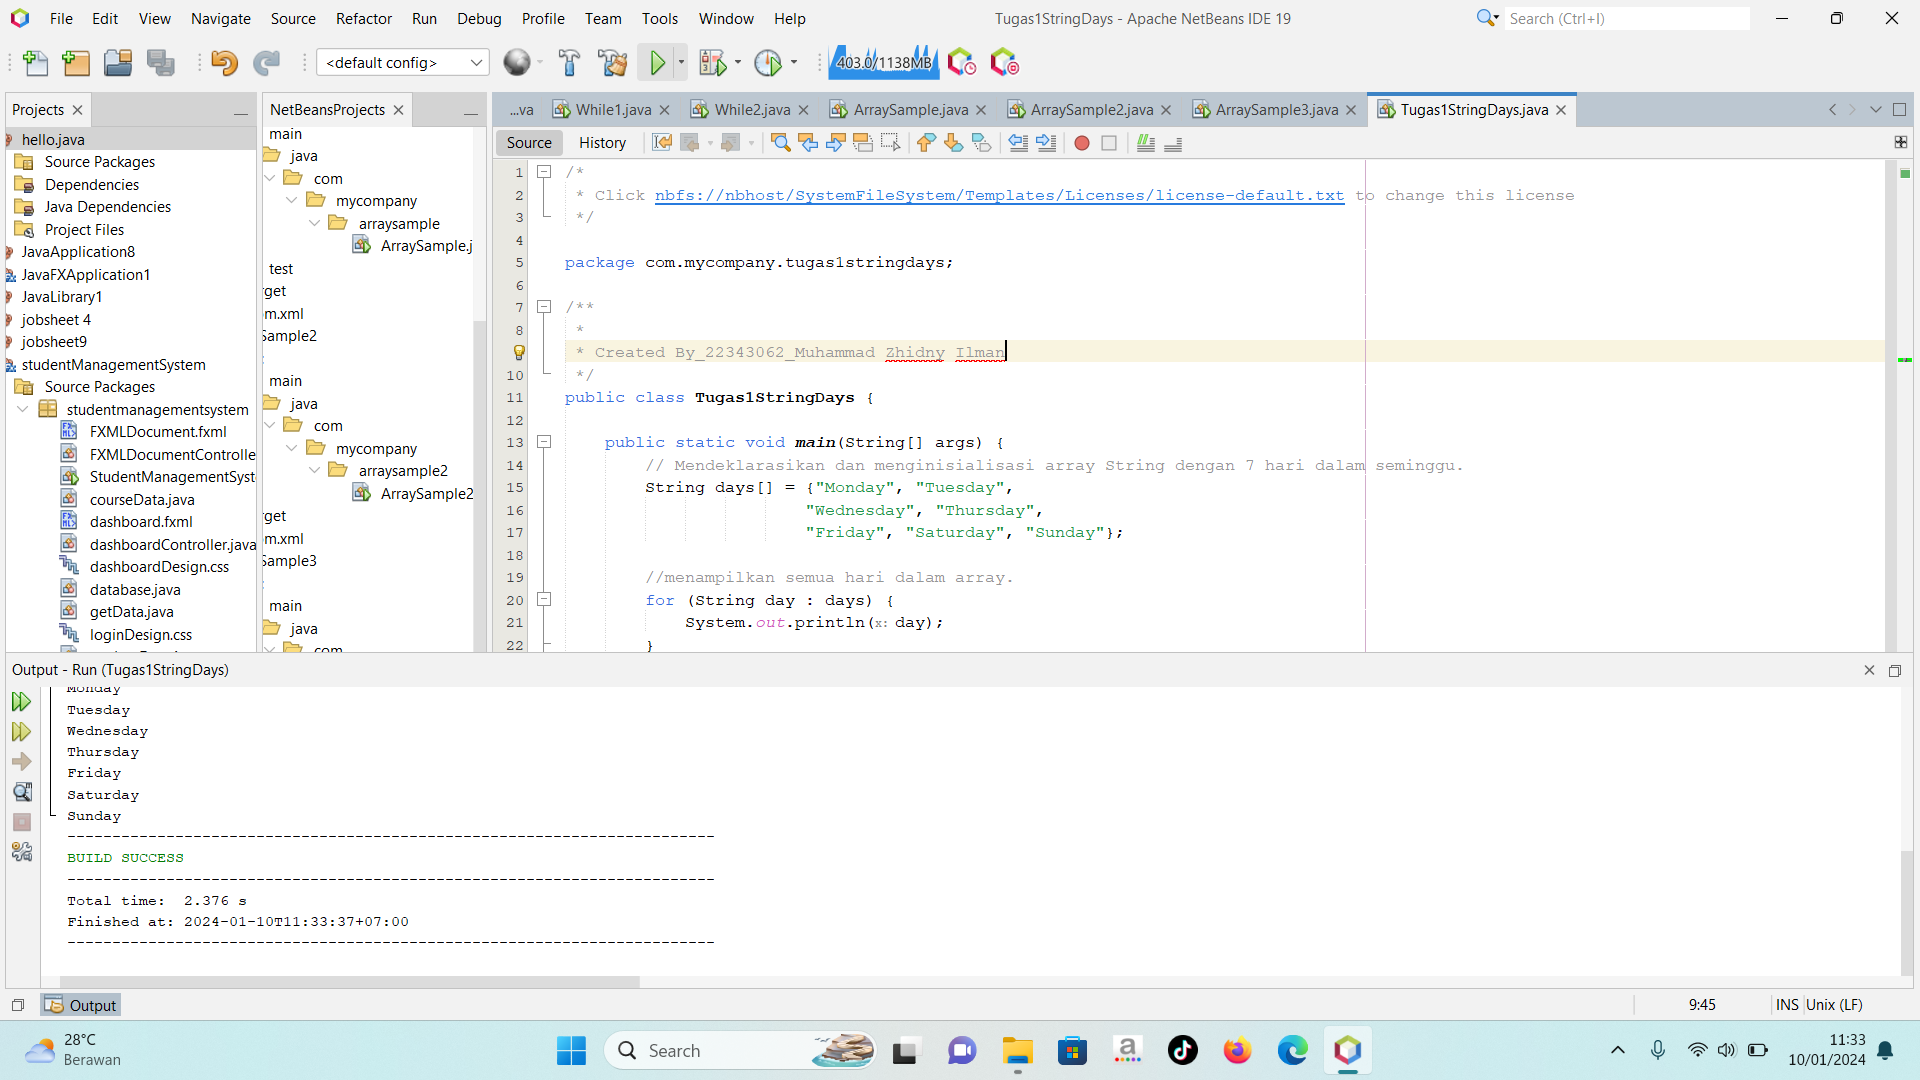 File Edit View Navigate Source Refactor Run Debug Profile Team Tools Window Help
Tugas1StringDays - Apache NetBeans IDE 19
Search (Ctrl+I)
<default config>
403.0/1138MB
Projects
hello.java
Source Packages
Dependencies
Java Dependencies
Project Files
JavaApplication8
JavaFXApplication1
JavaLibrary1
jobsheet 4
jobsheet9
studentManagementSystem
Source Packages
studentmanagementsystem
FXMLDocument.fxml
FXMLDocumentControlle
StudentManagementSyst
courseData.java
dashboard.fxml
dashboardController.java
dashboardDesign.css
database.java
getData.java
loginDesign.css
NetBeansProjects
main
java
com
mycompany
arraysample
ArraySample.j
test
rget
m.xml
Sample2
main
java
com
mycompany
arraysample2
ArraySample2
rget
m.xml
Sample3
main
java
com
...va While1.java While2.java ArraySample.java ArraySample2.java ArraySample3.java Tugas1StringDays.java
Source History
1 /*
2 * Click nbfs://nbhost/SystemFileSystem/Templates/Licenses/license-default.txt to change this license
3 */
4
5 package com.mycompany.tugas1stringdays;
6
7 /**
8 *
* Created By_22343062_Muhammad Zhidny Ilman
10 */
11 public class Tugas1StringDays {
12
13 public static void main(String[] args) {
14 // Mendeklarasikan dan menginisialisasi array String dengan 7 hari dalam seminggu.
15 String days[] = {"Monday", "Tuesday",
16 "Wednesday", "Thursday",
17 "Friday", "Saturday", "Sunday"};
18
19 //menampilkan semua hari dalam array.
20 for (String day : days) {
21 System.out.println(x: day);
22 }
Output - Run (Tugas1StringDays)
Monday
Tuesday
Wednesday
Thursday
Friday
Saturday
Sunday
------------------------------------------------------------------------
BUILD SUCCESS
------------------------------------------------------------------------
Total time: 2.376 s
Finished at: 2024-01-10T11:33:37+07:00
------------------------------------------------------------------------
Output
9:45 INS Unix (LF)
28°C
Berawan
Search
11:33
10/01/2024